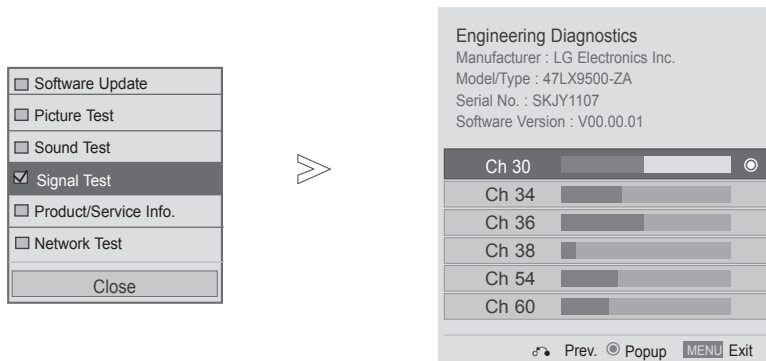 Software Update
Picture Test
Sound Test
Signal Test
Product/Service Info.
Network Test
Close
Engineering Diagnostics
Manufacturer : LG Electronics Inc.
Model/Type : 47LX9500-ZA
Serial No. : SKJY1107
Software Version : V00.00.01
Ch 30
Ch 34
Ch 36
Ch 38
Ch 54
Ch 60
Prev. Popup MENU Exit